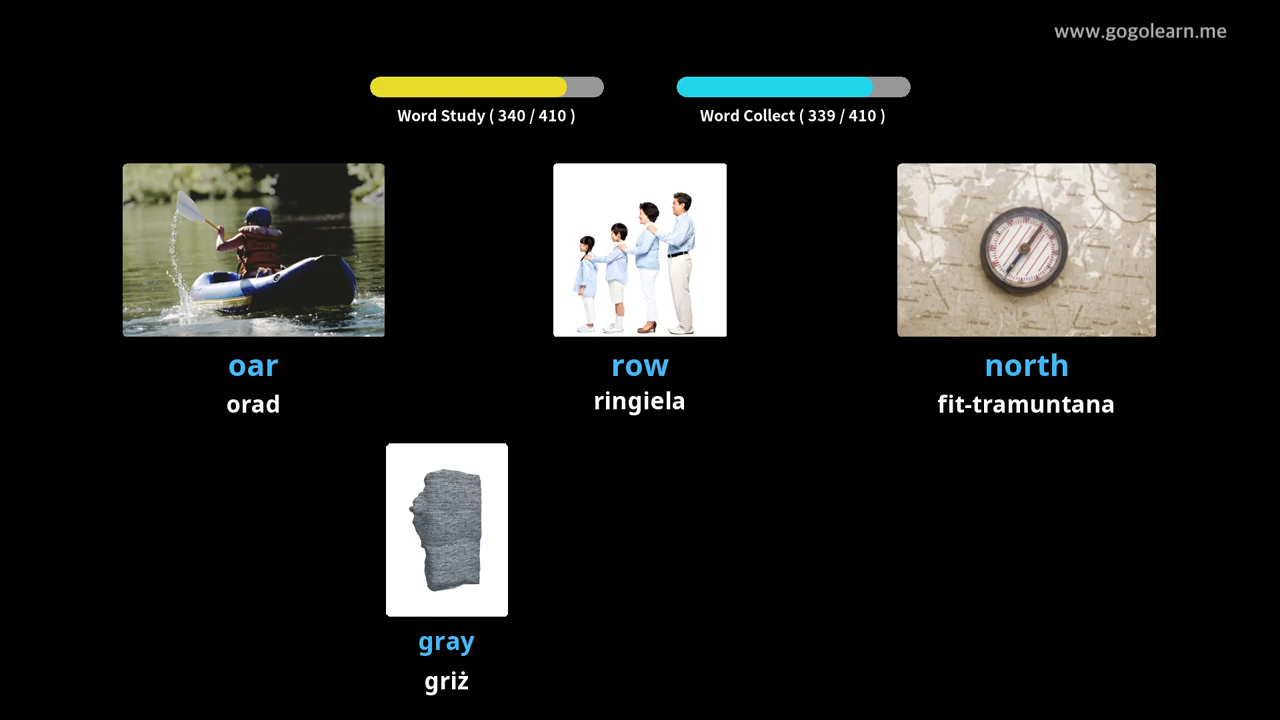 www.gogolearn.me
Word Study ( 340 / 410 )
Word Collect ( 339 / 410 )
oar
orad
row
ringiela
north
fit-tramuntana
gray
griż